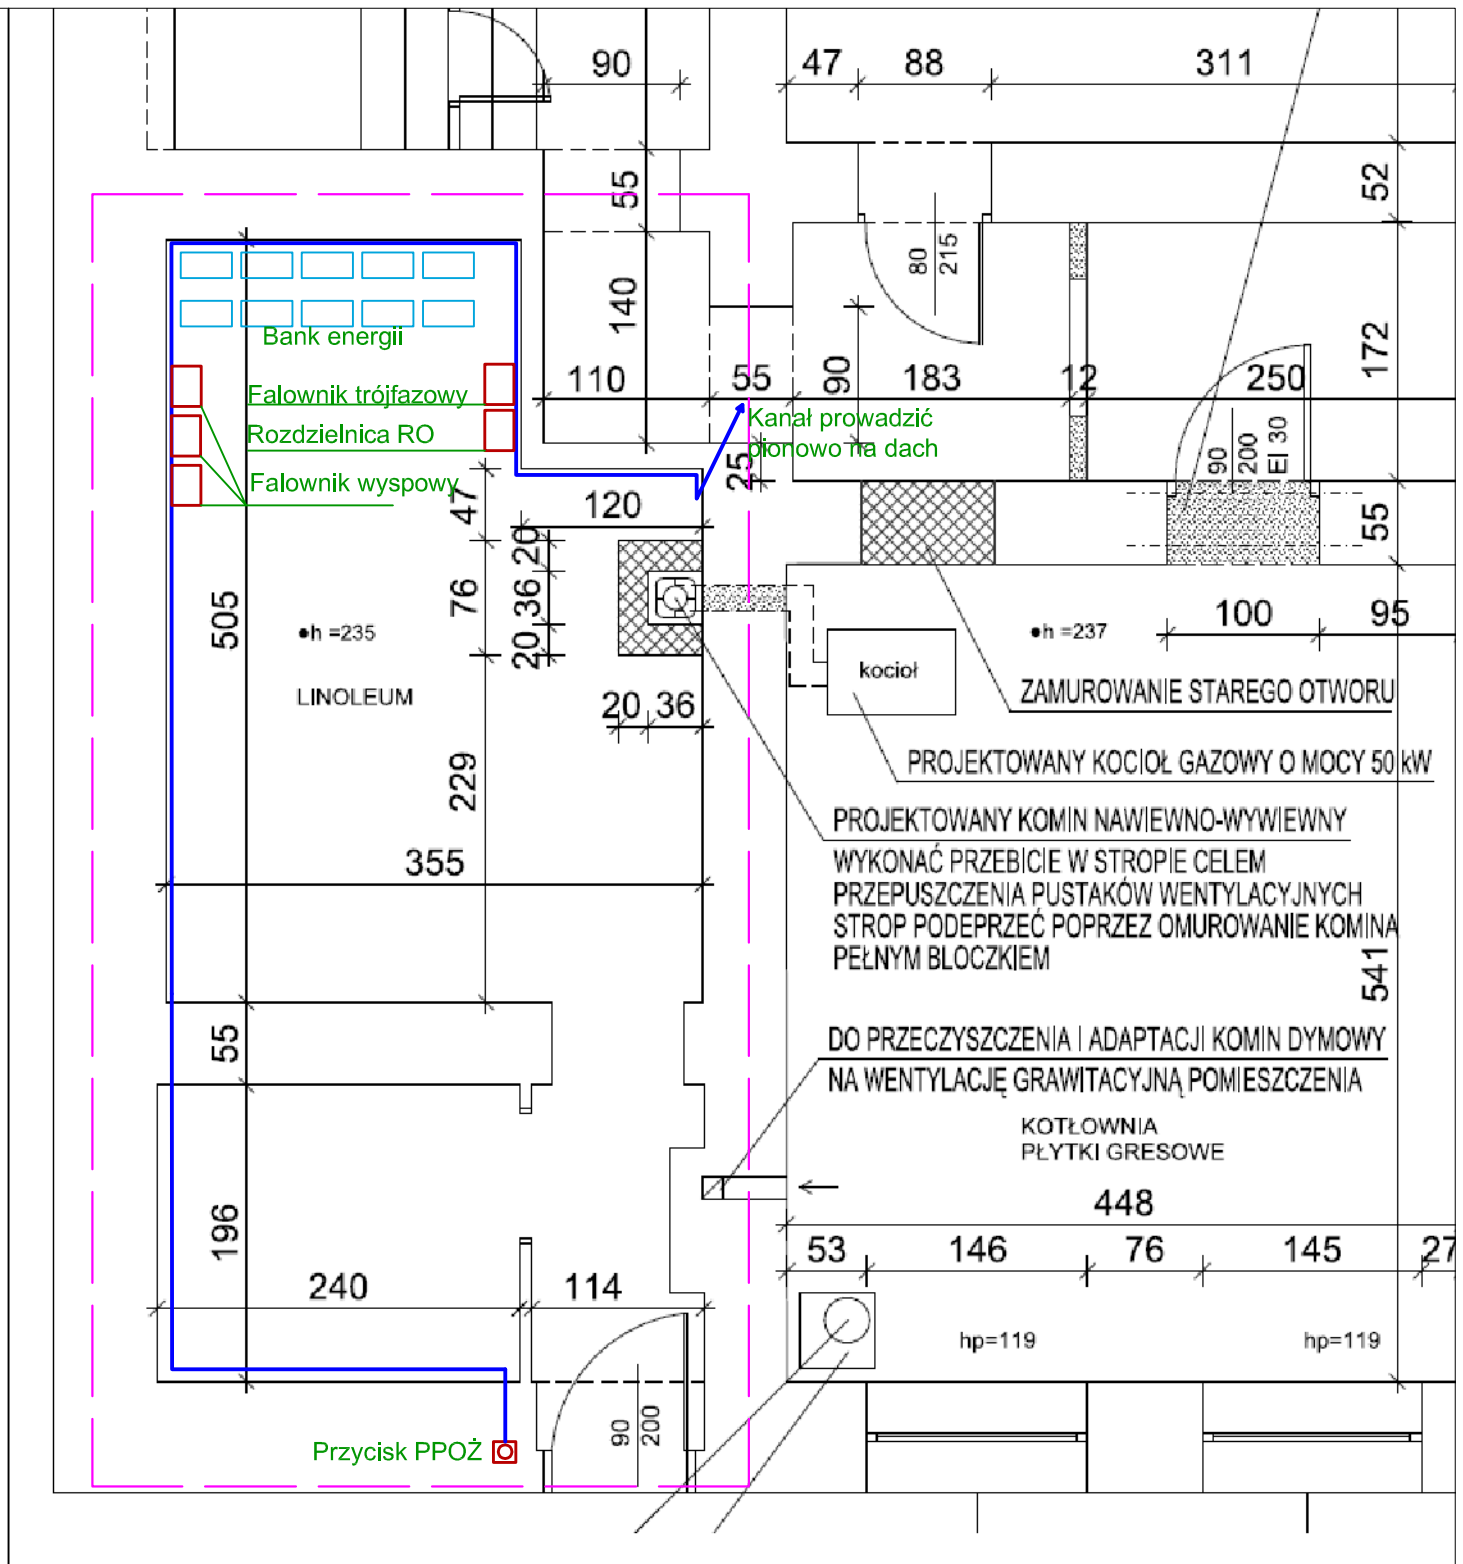 90
47
88
311
55
52
80
215
140
172
Bank energii
Falownik trójfazowy
110
55
90
183
12
250
Kanał prowadzić
pionowo na dach
Rozdzielnica RO
25
90
200
EI 30
Falownik wyspowy
47
120
20
55
76
36
505
20
h =235
h =237
100
95
LINOLEUM
kocioł
20
36
ZAMUROWANIE STAREGO OTWORU
229
PROJEKTOWANY KOCIOŁ GAZOWY O MOCY 50 kW
PROJEKTOWANY KOMIN NAWIEWNO-WYWIEWNY
355
WYKONAĆ PRZEBICIE W STROPIE CELEM
PRZEPUSZCZENIA PUSTAKÓW WENTYLACYJNYCH
STROP PODEPRZEĆ POPRZEZ OMUROWANIE KOMINA
PEŁNYM BLOCZKIEM
541
55
DO PRZECZYSZCZENIA I ADAPTACJI KOMIN DYMOWY
NA WENTYLACJĘ GRAWITACYJNĄ POMIESZCZENIA
KOTŁOWNIA
PŁYTKI GRESOWE
448
196
53
146
76
145
27
240
114
hp=119
hp=119
90
200
Przycisk PPOŻ